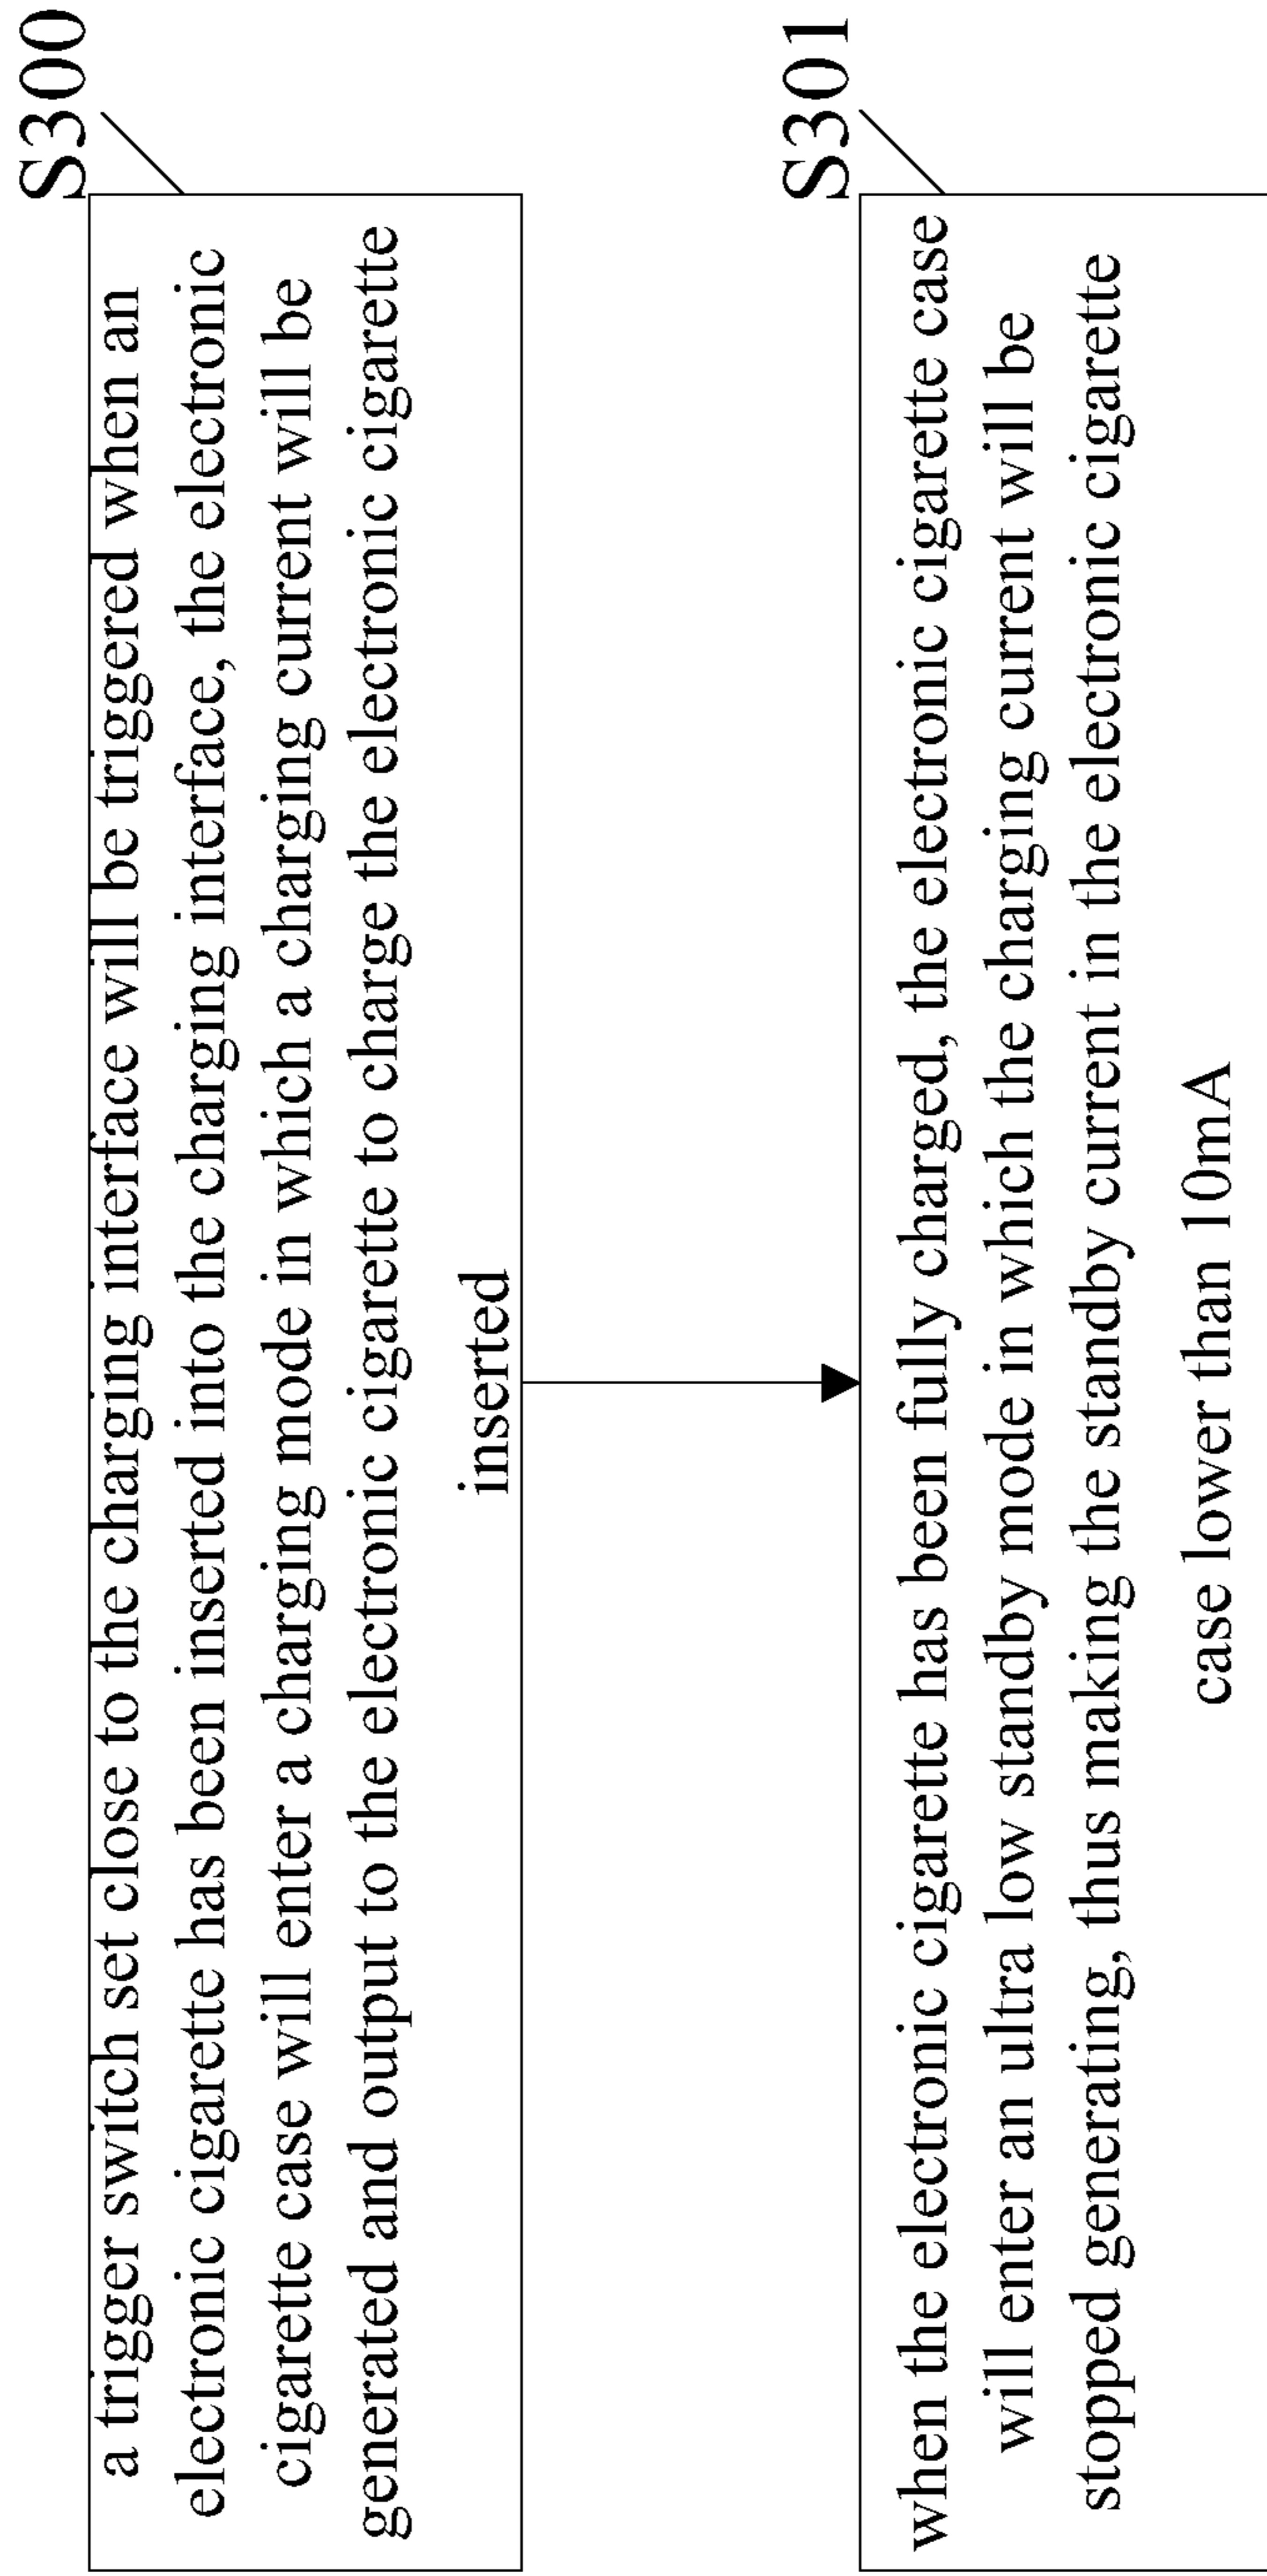 S300
a trigger switch set close to the charging interface will be triggered when an
electronic cigarette has been inserted into the charging interface, the electronic
cigarette case will enter a charging mode in which a charging current will be
generated and output to the electronic cigarette to charge the electronic cigarette
inserted
S301
when the electronic cigarette has been fully charged, the electronic cigarette case
will enter an ultra low standby mode in which the charging current will be
stopped generating, thus making the standby current in the electronic cigarette
case lower than 10mA